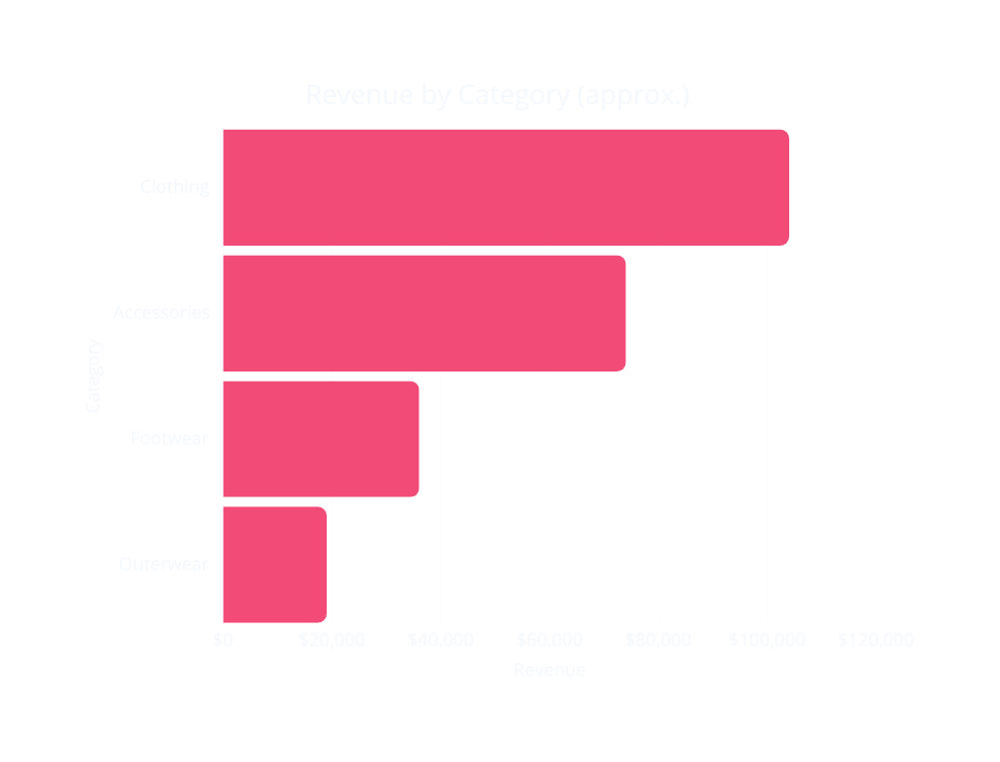 Revenue by Category (approx.)
Clothing
Accessories
Category
Footwear
Outerwear
$0 $20,000 $40,000 $60,000 $80,000 $100,000 $120,000
Revenue